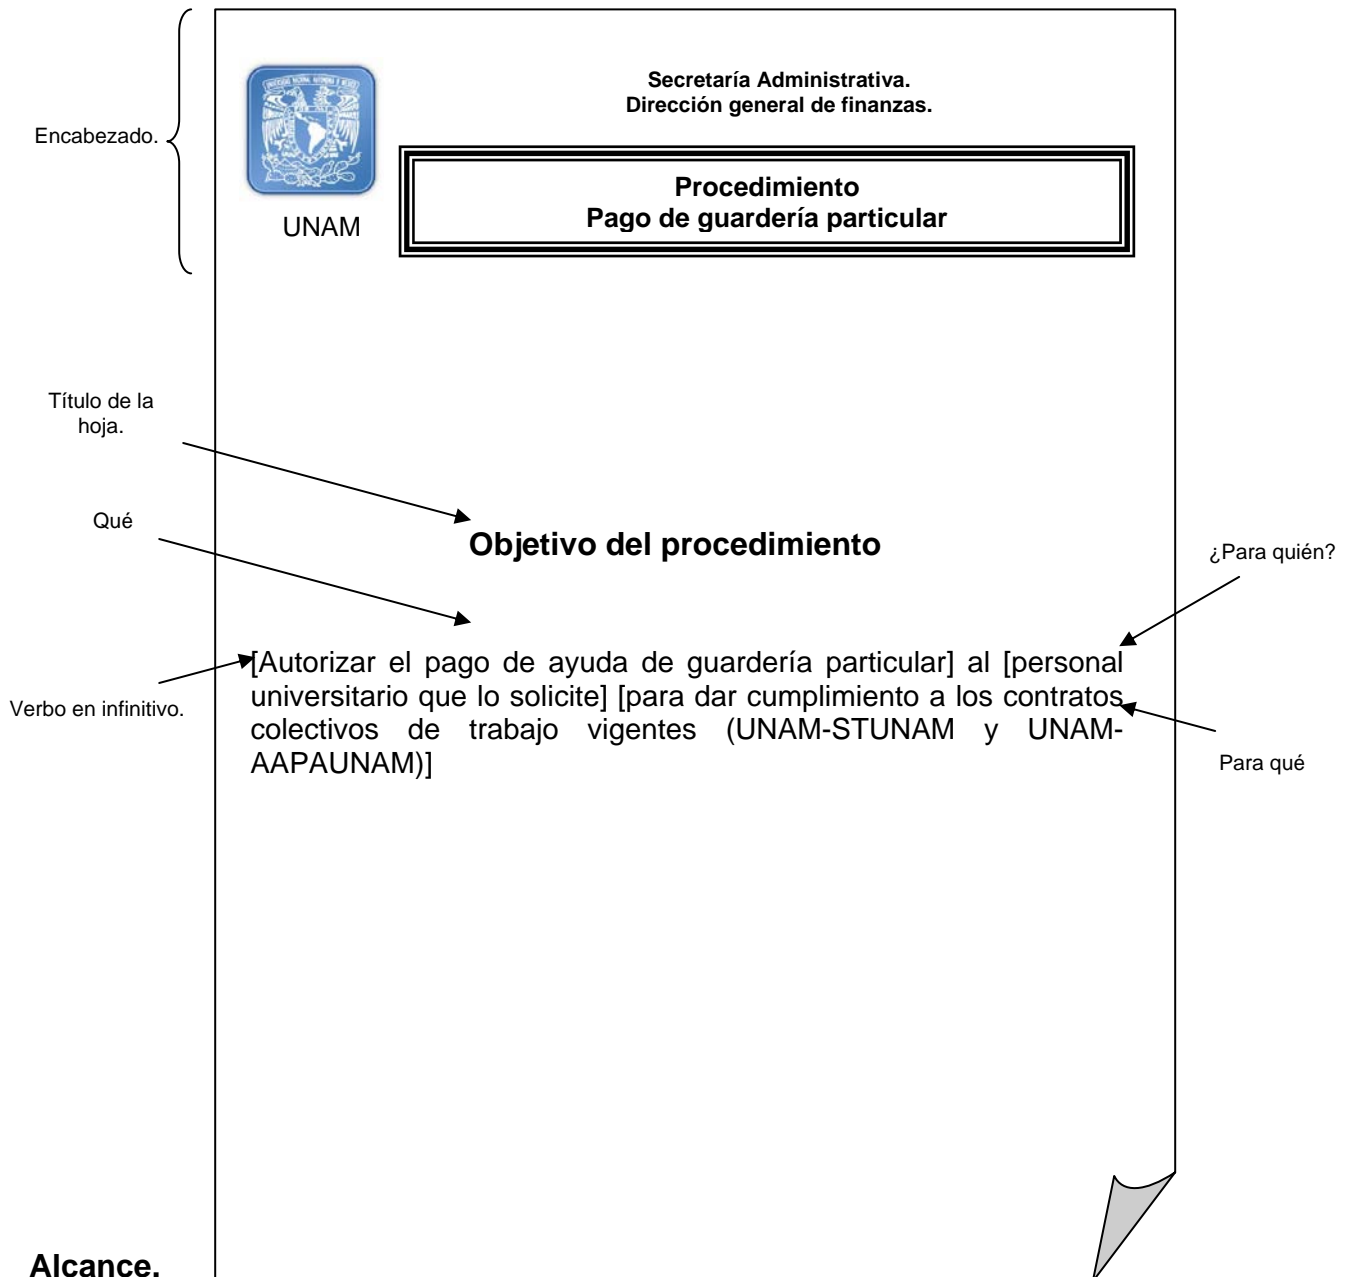 Secretaría Administrativa.
Dirección general de finanzas.
Encabezado.
Procedimiento
Pago de guardería particular
UNAM
Título de la
hoja.
Qué
Objetivo del procedimiento
¿Para quién?
[Autorizar el pago de ayuda de guardería particular] al [personal
universitario que lo solicite] [para dar cumplimiento a los contratos
colectivos de trabajo vigentes (UNAM-STUNAM y UNAM-
AAPAUNAM)]
Verbo en infinitivo.
Para qué
Alcance.